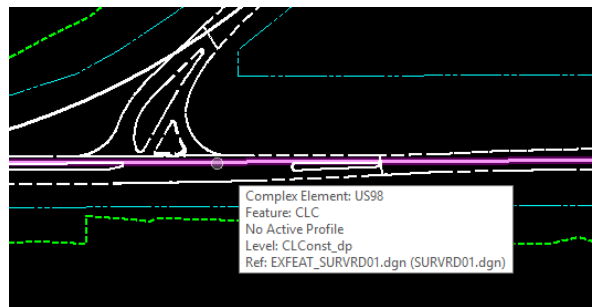 Complex Element: US98
Feature: CLC
No Active Profile
Level: CLConst_dp
Ref: EXFEAT_SURVRD01.dgn (SURVRD01.dgn)